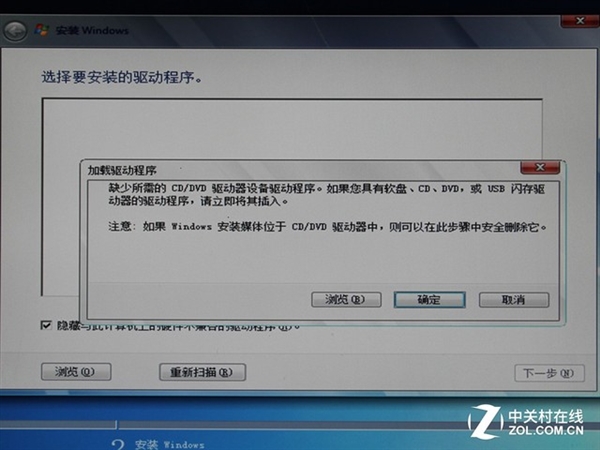 安装 Windows
选择要安装的驱动程序。
加载驱动程序
缺少所需的 CD/DVD 驱动器设备驱动程序。如果您具有软盘、CD、DVD，或 USB 闪存驱
动器的驱动程序，请立即将其插入。
注意：如果 Windows 安装媒体位于 CD/DVD 驱动器中，则可以在此步骤中安全删除它。
浏览(B) 确定 取消
隐藏与此计算机上的硬件不兼容的驱动程序(H)。
浏览(O) 重新扫描(R) 下一步(N)
2 安装 Windows
Z 中关村在线
ZOL.COM.CN